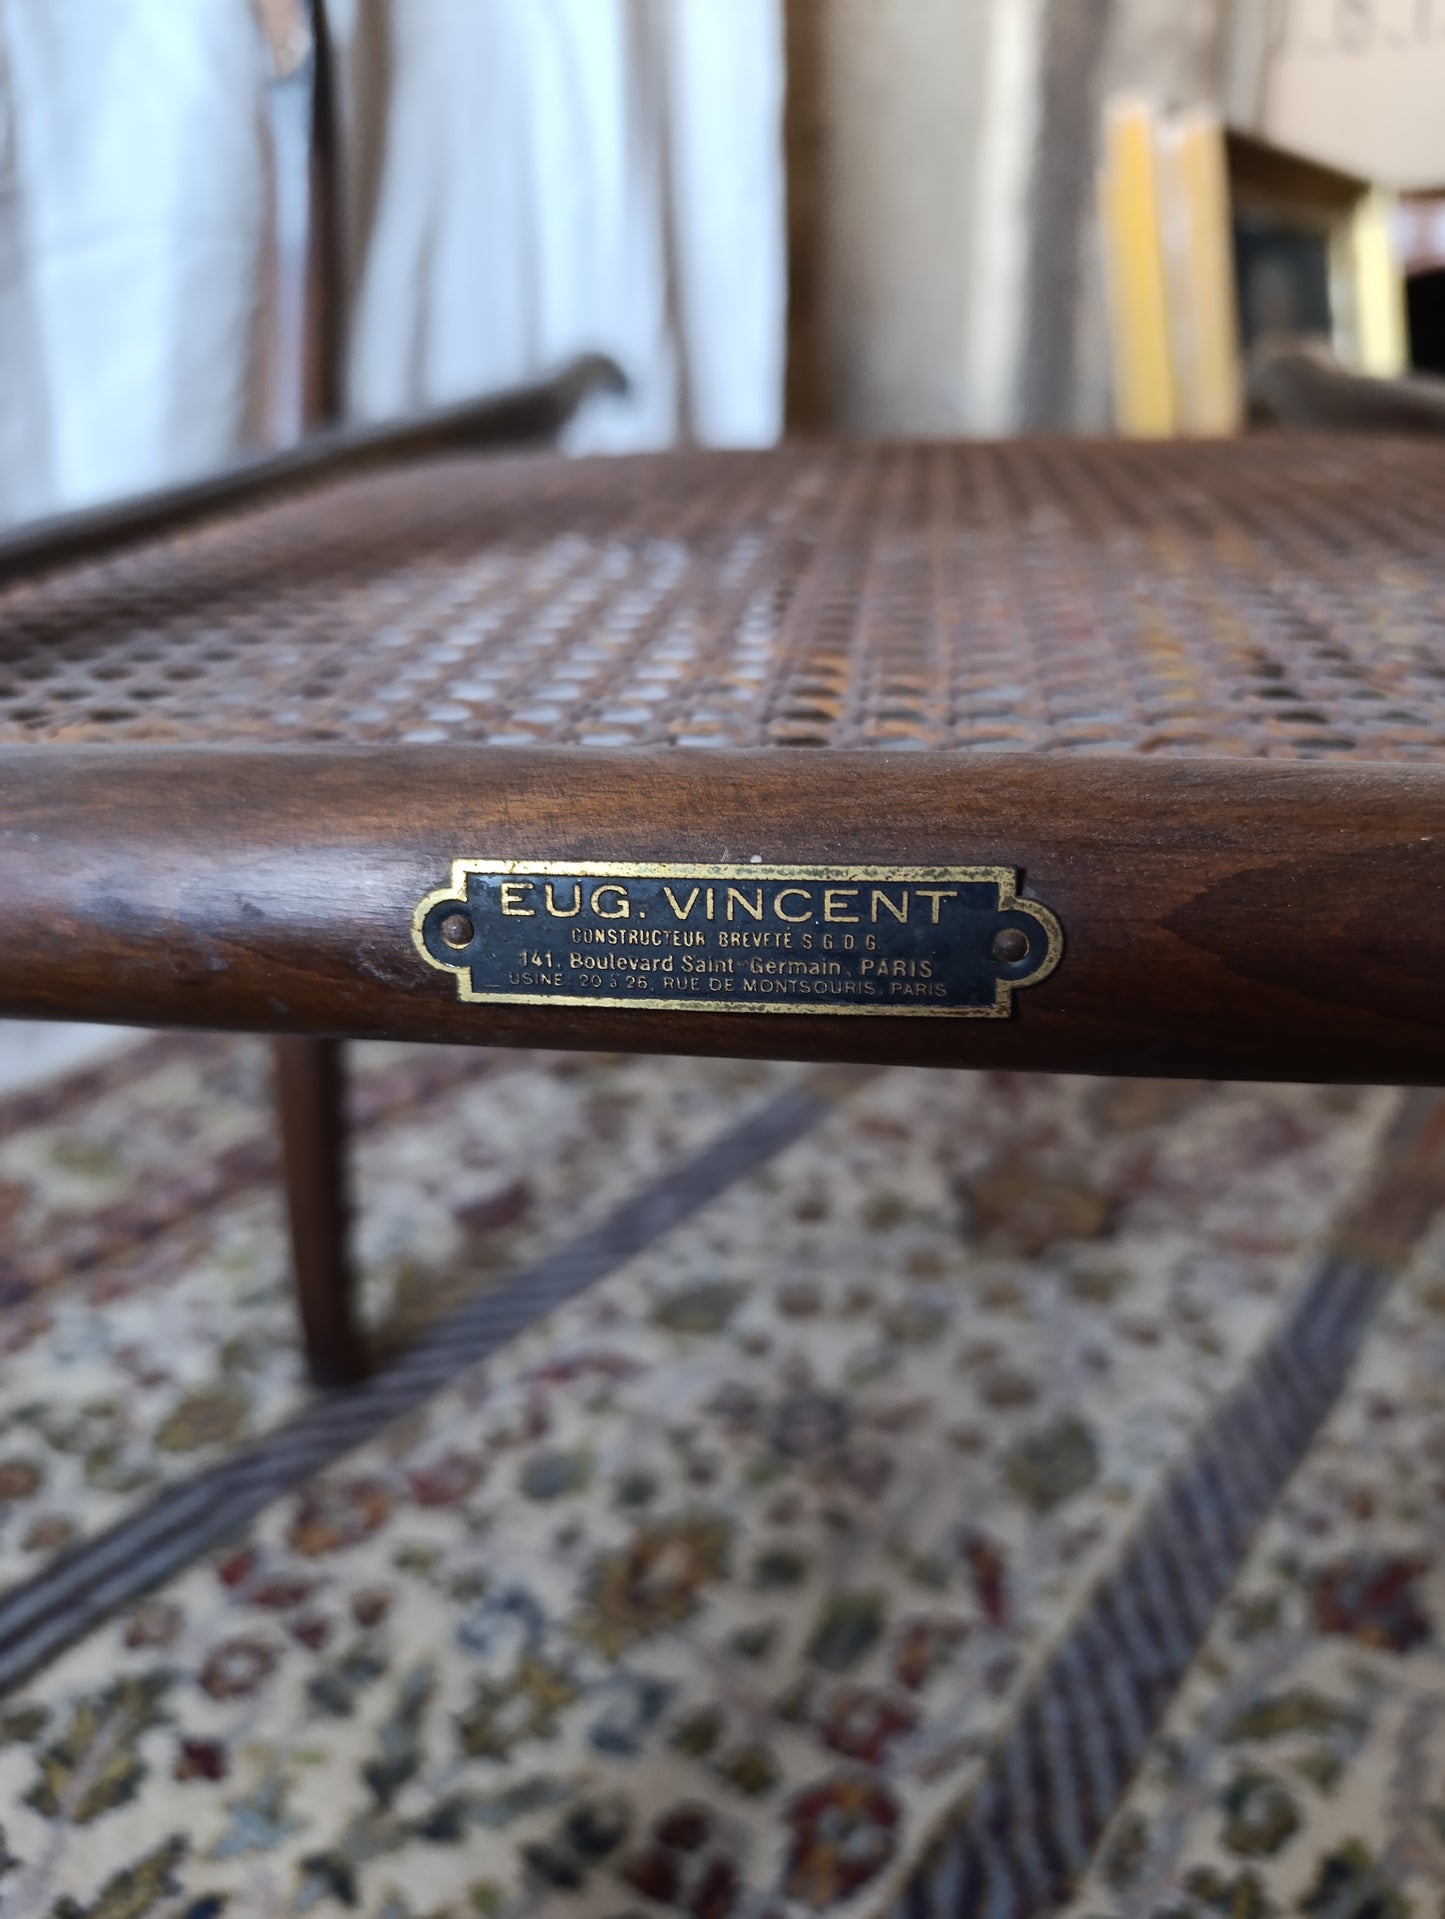 EUG. VINCENT
CONSTRUCTEUR BREVETÉ S.G.D.G.
141, Boulevard Saint-Germain, PARIS
USINE: 20 à 26, RUE DE MONTSOURIS, PARIS